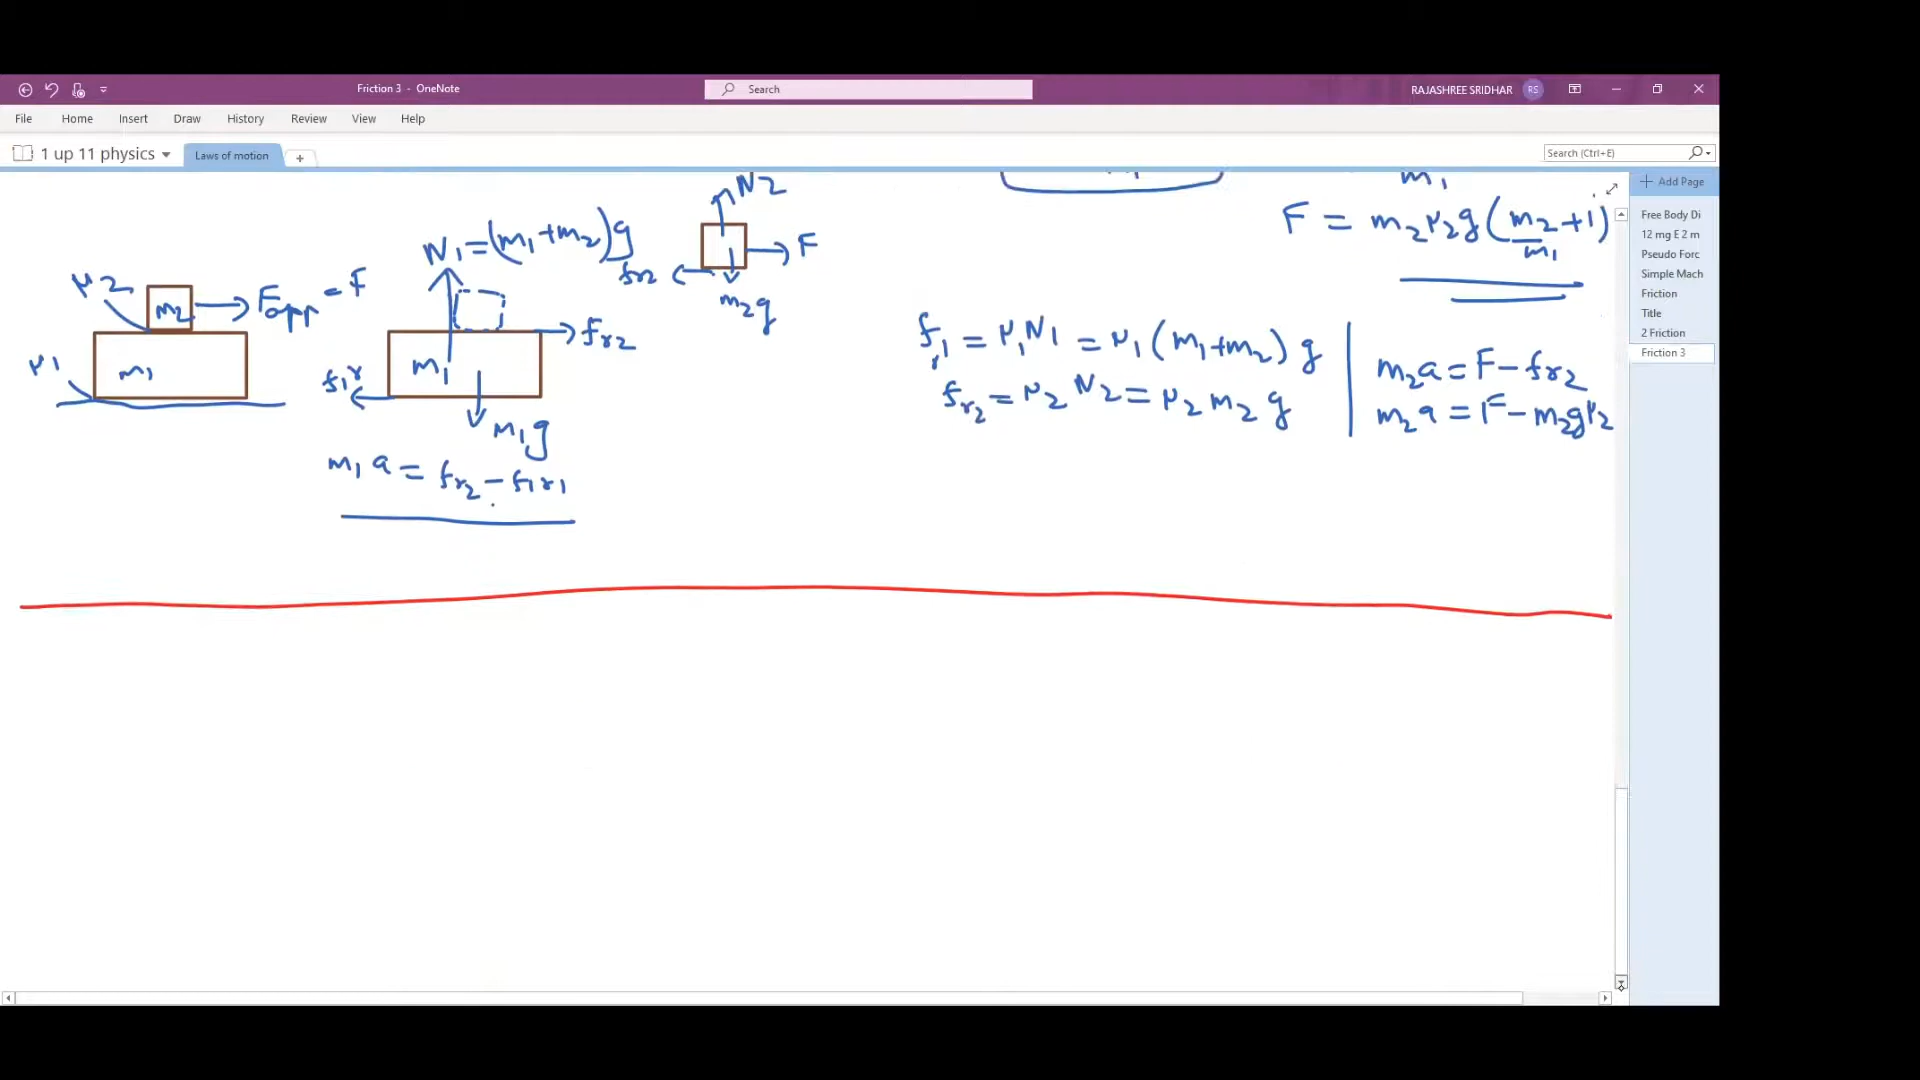 Friction 3 - OneNote
Search
RAJASHREE SRIDHAR RS
File Home Insert Draw History Review View Help
1 up 11 physics
Laws of motion
+
Search (Ctrl+E)
Add Page
Free Body Di
12 mg E 2 m
Pseudo Forc
Simple Mach
Friction
Title
2 Friction
Friction 3
m₁
F = m₂μ₂g(m₂/m₁+1)
μ2
m₂
Fapp = F
μ1
m₁
N₁=(m₁+m₂)g
fr2
m₁
f1r
m₁g
m₁a = fr₂ - f1r1
N2
F
fr2
m₂g
fr1 = μ₁N1 = μ₁(m₁+m₂)g
fr₂ = μ₂N2 = μ₂m₂g
m₂a = F - fr2
m₂a = F - m₂gμ₂